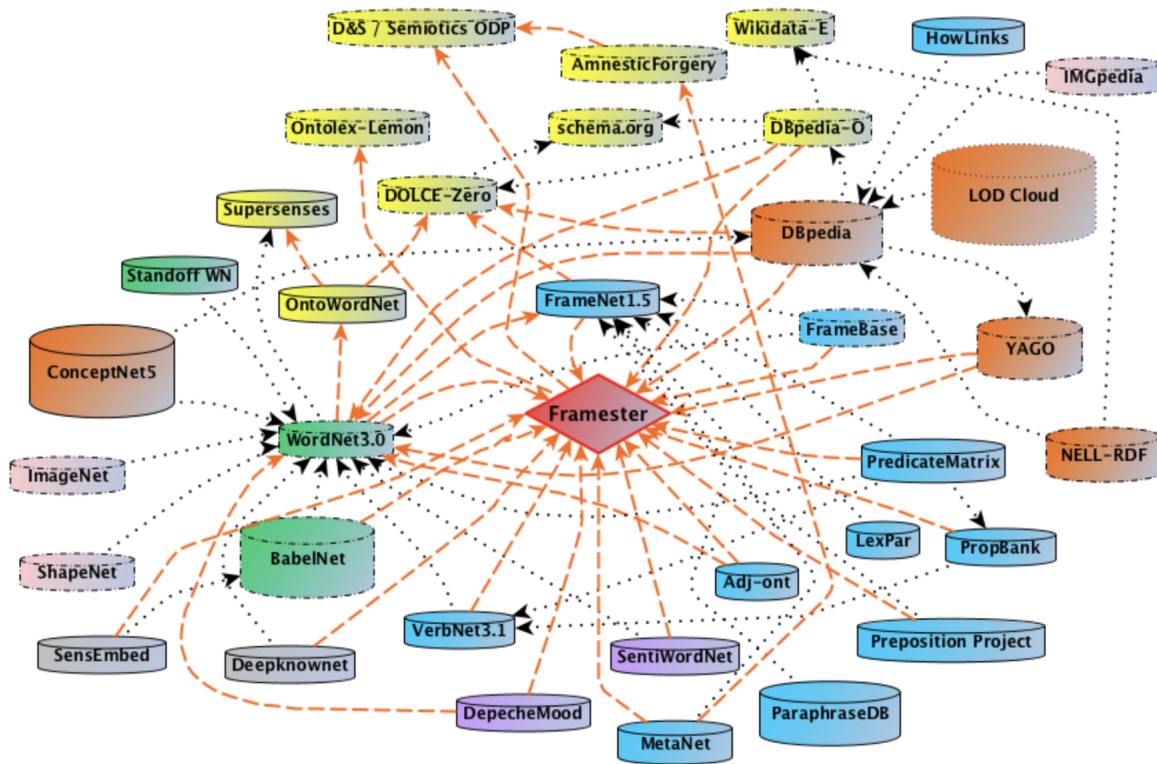 D&S / Semiotics ODP
Wikidata-E
HowLinks
AmnesticForgery
IMGpedia
Ontolex-Lemon
schema.org
DBpedia-O
DOLCE-Zero
LOD Cloud
Supersenses
DBpedia
Standoff WN
OntoWordNet
FrameNet1.5
FrameBase
YAGO
ConceptNet5
Framester
WordNet3.0
ImageNet
PredicateMatrix
NELL-RDF
LexPar
PropBank
ShapeNet
BabelNet
Adj-ont
VerbNet3.1
Preposition Project
SensEmbed
Deepknownet
SentiWordNet
DepecheMood
ParaphraseDB
MetaNet